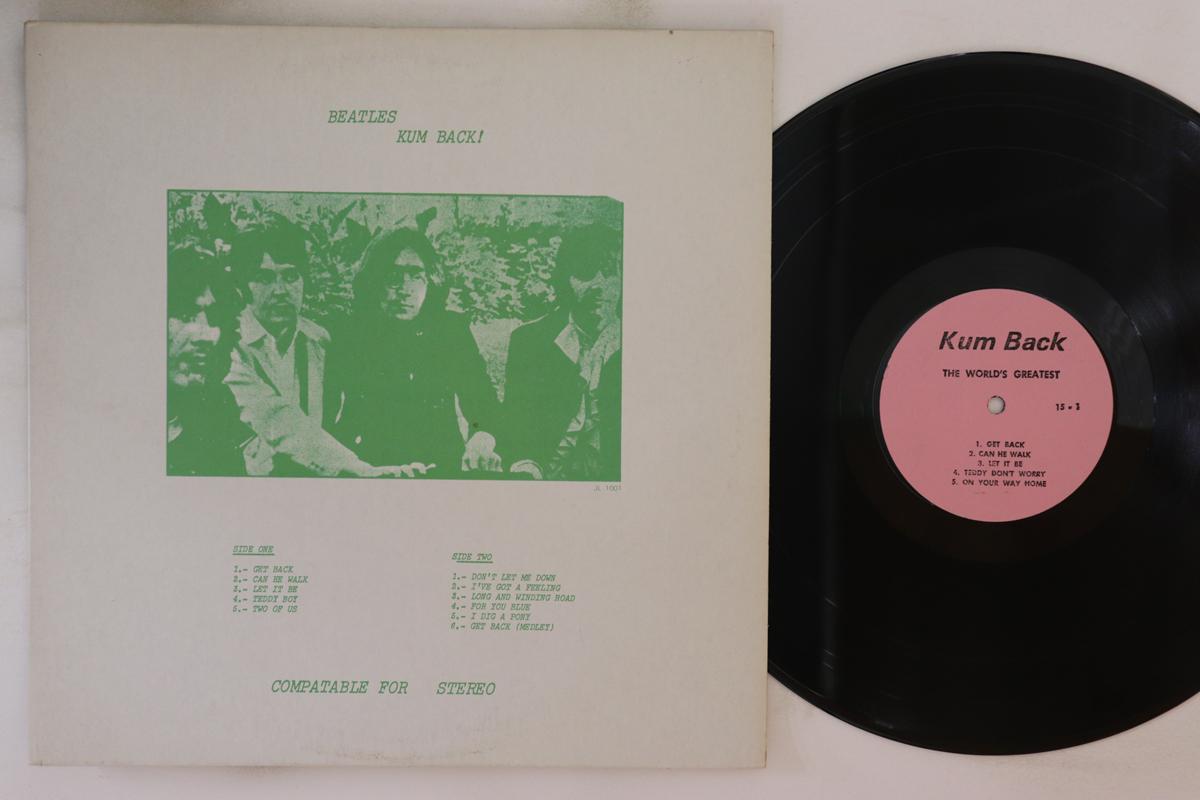 BEATLES
KUM BACK!
JL 1001
SIDE ONE
1.- GET BACK
2.- CAN HE WALK
3.- LET IT BE
4.- TEDDY BOY
5.- TWO OF US
SIDE TWO
1.- DON'T LET ME DOWN
2.- I'VE GOT A FEELING
3.- LONG AND WINDING ROAD
4.- FOR YOU BLUE
5.- I DIG A PONY
6.- GET BACK (MEDLEY)
COMPATABLE FOR STEREO
Kum Back
THE WORLD'S GREATEST
15 - 1
1. GET BACK
2. CAN HE WALK
3. LET IT BE
4. TEDDY DON'T WORRY
5. ON YOUR WAY HOME